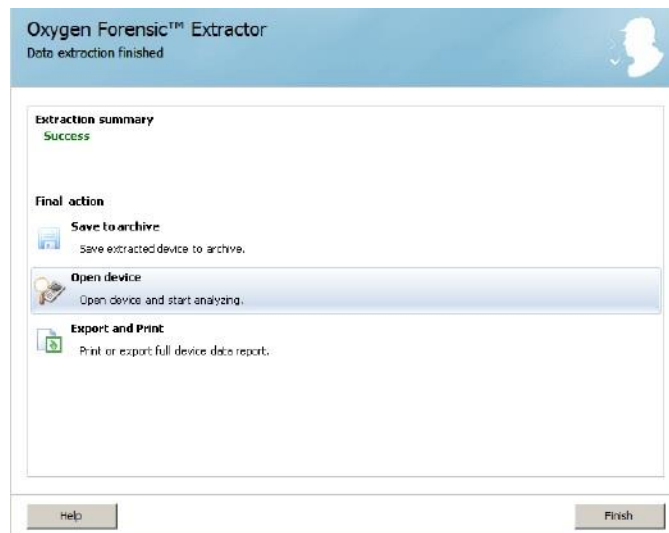 Oxygen Forensic™ Extractor
Data extraction finished
Extraction summary
Success
Final action
Save to archive
Save extracted device to archive.
Open device
Open device and start analyzing.
Export and Print
Print or export full device data report.
Help
Finish